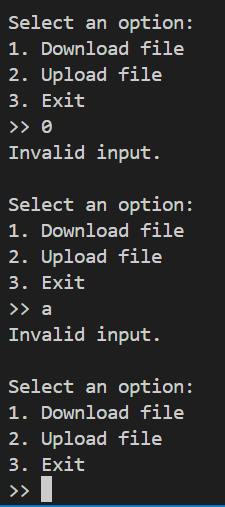 Select an option:
1. Download file
2. Upload file
3. Exit
>> 0
Invalid input.

Select an option:
1. Download file
2. Upload file
3. Exit
>> a
Invalid input.

Select an option:
1. Download file
2. Upload file
3. Exit
>>